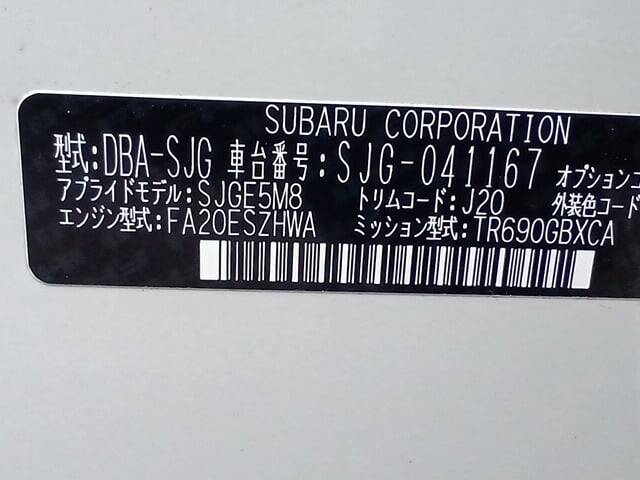 SUBARU CORPORATION
型式:DBA-SJG 車台番号:SJG-041167 オプションコ
アプライドモデル:SJGE5M8 トリムコード:J20 外装色コード
エンジン型式:FA20ESZHWA ミッション型式:TR690GBXCA